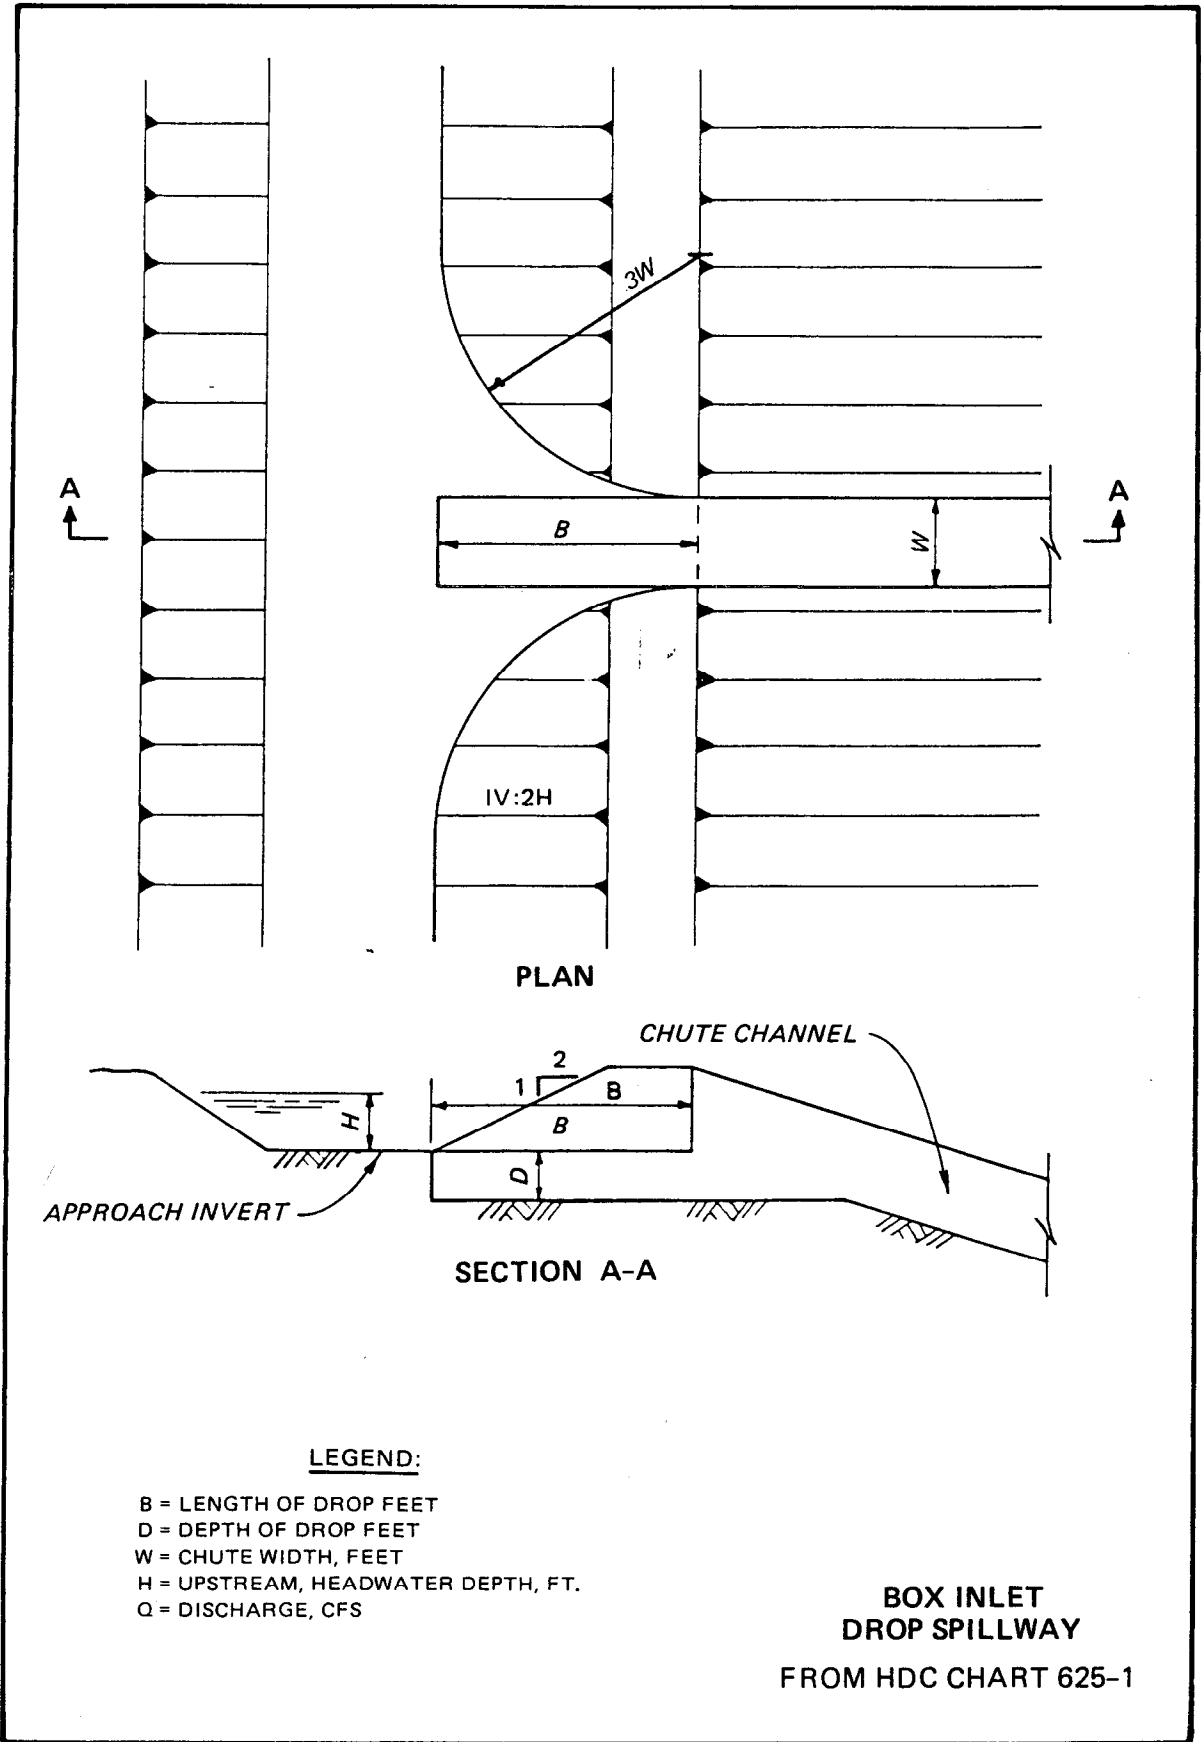 3W
A
A
B
W
IV:2H
PLAN
CHUTE CHANNEL
2
1
B
H
B
D
APPROACH INVERT
SECTION A-A
LEGEND:
B = LENGTH OF DROP FEET
D = DEPTH OF DROP FEET
W = CHUTE WIDTH, FEET
H = UPSTREAM, HEADWATER DEPTH, FT.
Q = DISCHARGE, CFS
BOX INLET
DROP SPILLWAY
FROM HDC CHART 625-1